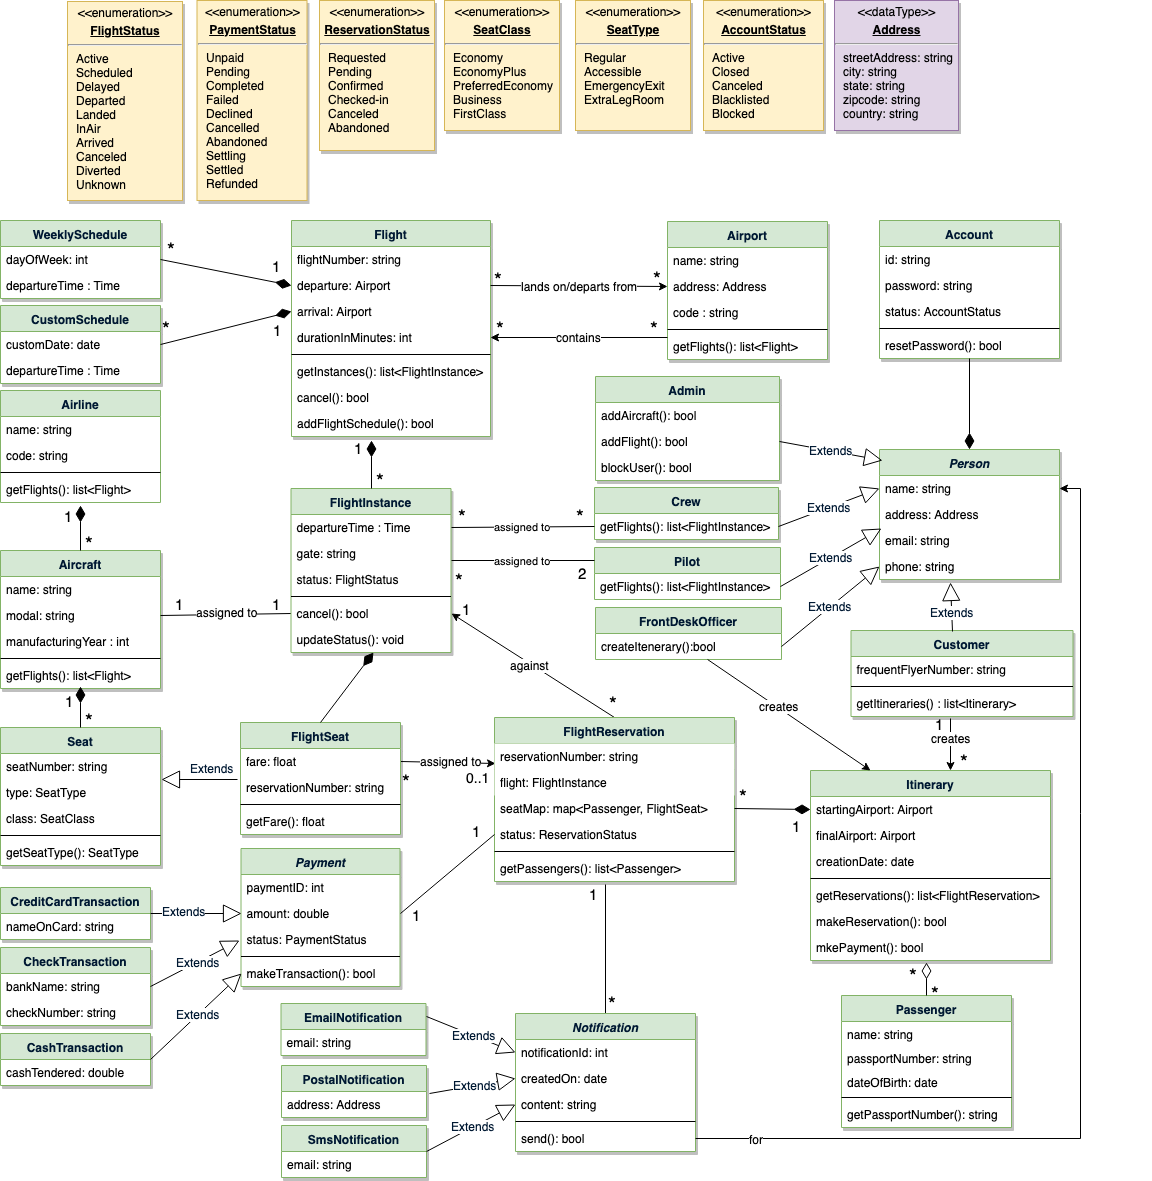 <<enumeration>>
FlightStatus
Active
Scheduled
Delayed
Departed
Landed
InAir
Arrived
Canceled
Diverted
Unknown
<<enumeration>>
PaymentStatus
Unpaid
Pending
Completed
Failed
Declined
Cancelled
Abandoned
Settling
Settled
Refunded
<<enumeration>>
ReservationStatus
Requested
Pending
Confirmed
Checked-in
Canceled
Abandoned
<<enumeration>>
SeatClass
Economy
EconomyPlus
PreferredEconomy
Business
FirstClass
<<enumeration>>
SeatType
Regular
Accessible
EmergencyExit
ExtraLegRoom
<<enumeration>>
AccountStatus
Active
Closed
Canceled
Blacklisted
Blocked
<<dataType>>
Address
streetAddress: string
city: string
state: string
zipcode: string
country: string
WeeklySchedule
dayOfWeek: int
departureTime : Time
*
1
CustomSchedule
customDate: date
departureTime : Time
*
1
Flight
flightNumber: string
departure: Airport
arrival: Airport
durationInMinutes: int
getInstances(): list<FlightInstance>
cancel(): bool
addFlightSchedule(): bool
*
lands on/departs from
*
*
contains
*
Airport
name: string
address: Address
code : string
getFlights(): list<Flight>
Account
id: string
password: string
status: AccountStatus
resetPassword(): bool
Airline
name: string
code: string
getFlights(): list<Flight>
1
*
1
*
Admin
addAircraft(): bool
addFlight(): bool
blockUser(): bool
Extends
Person
name: string
address: Address
email: string
phone: string
FlightInstance
departureTime : Time
gate: string
status: FlightStatus
cancel(): bool
updateStatus(): void
*
assigned to
*
Crew
getFlights(): list<FlightInstance>
Extends
*
assigned to
2
Pilot
getFlights(): list<FlightInstance>
Extends
FrontDeskOfficer
createItenerary():bool
Extends
Extends
Aircraft
name: string
modal: string
manufacturingYear : int
getFlights(): list<Flight>
1
assigned to
1
1
against
*
creates
Customer
frequentFlyerNumber: string
getItineraries() : list<Itinerary>
1
creates
*
1
*
Seat
seatNumber: string
type: SeatType
class: SeatClass
getSeatType(): SeatType
Extends
FlightSeat
fare: float
reservationNumber: string
getFare(): float
*
assigned to
0..1
FlightReservation
reservationNumber: string
flight: FlightInstance
seatMap: map<Passenger, FlightSeat>
status: ReservationStatus
getPassengers(): list<Passenger>
*
1
Itinerary
startingAirport: Airport
finalAirport: Airport
creationDate: date
getReservations(): list<FlightReservation>
makeReservation(): bool
mkePayment(): bool
Payment
paymentID: int
amount: double
status: PaymentStatus
makeTransaction(): bool
1
1
CreditCardTransaction
nameOnCard: string
Extends
CheckTransaction
bankName: string
checkNumber: string
Extends
CashTransaction
cashTendered: double
Extends
1
*
*
*
Passenger
name: string
passportNumber: string
dateOfBirth: date
getPassportNumber(): string
EmailNotification
email: string
Extends
PostalNotification
address: Address
Extends
SmsNotification
email: string
Extends
Notification
notificationId: int
createdOn: date
content: string
send(): bool
for